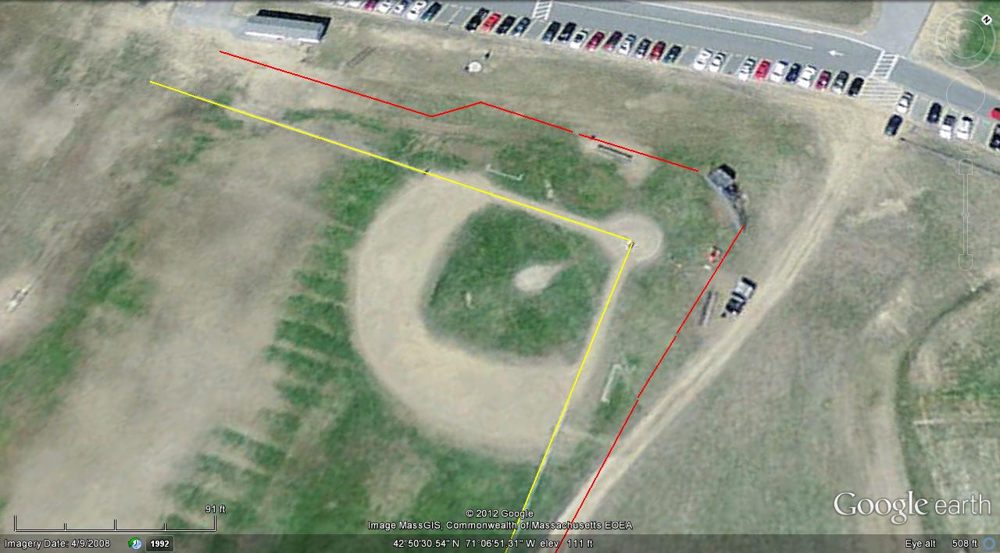 N
91 ft
© 2012 Google
Image MassGIS, Commonwealth of Massachusetts EOEA
Google earth
Imagery Date: 4/9/2008
1992
42°50'30.54" N 71°06'51.31" W elev 111 ft
Eye alt 508 ft